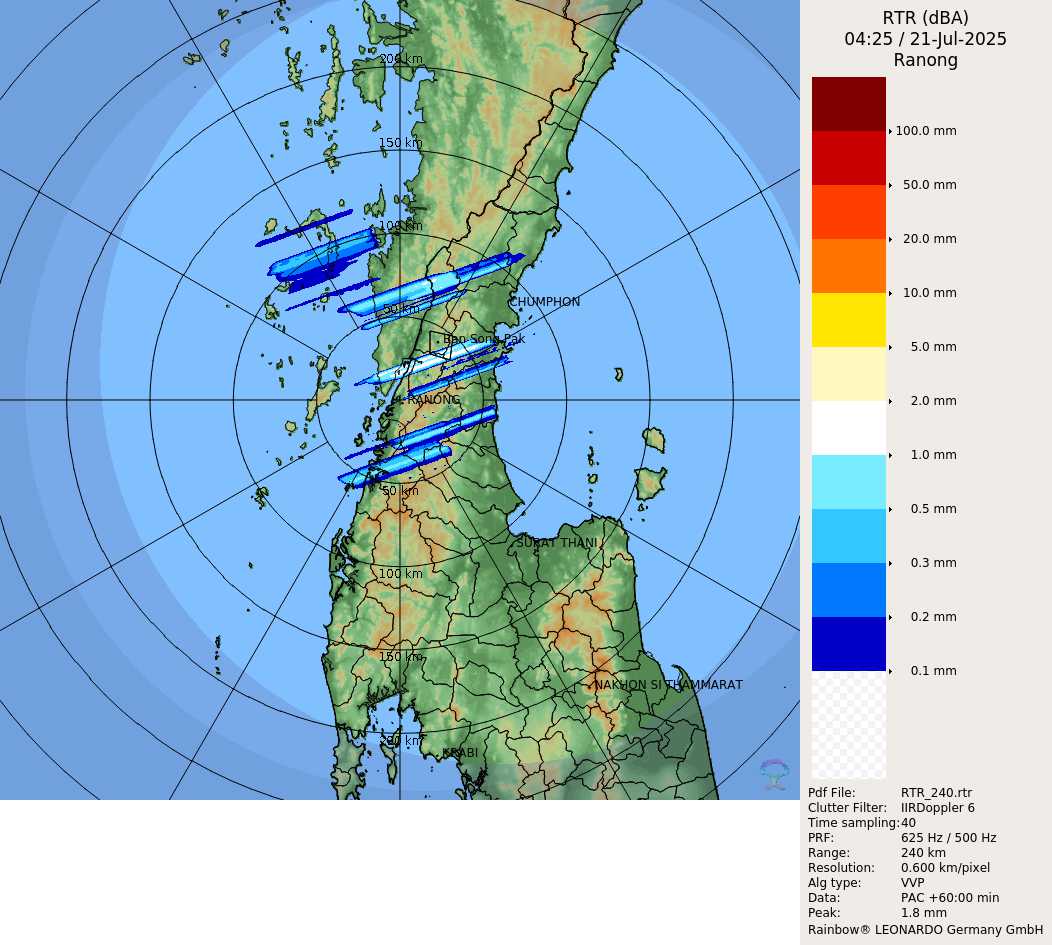 200 km
150 km
100 km
50 km
CHUMPHON
Ban Song Pak
RANONG
50 km
SURAT THANI
100 km
150 km
NAKHON SI THAMMARAT
200 km
KRABI
RTR (dBA)
04:25 / 21-Jul-2025
Ranong
100.0 mm
50.0 mm
20.0 mm
10.0 mm
5.0 mm
2.0 mm
1.0 mm
0.5 mm
0.3 mm
0.2 mm
0.1 mm
Pdf File: RTR_240.rtr
Clutter Filter: IIRDoppler 6
Time sampling:40
PRF: 625 Hz / 500 Hz
Range: 240 km
Resolution: 0.600 km/pixel
Alg type: VVP
Data: PAC +60:00 min
Peak: 1.8 mm
Rainbow® LEONARDO Germany GmbH